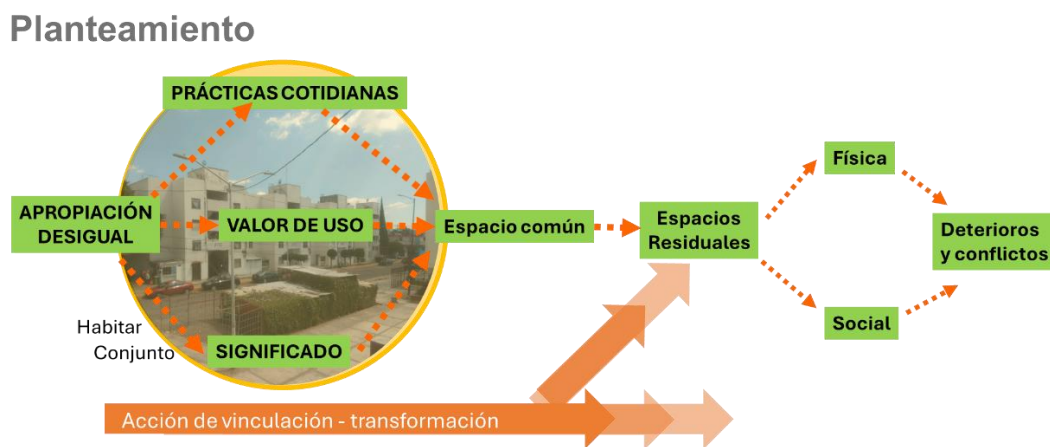 Planteamiento
PRÁCTICAS COTIDIANAS
APROPIACIÓN
DESIGUAL
VALOR DE USO
Espacio común
Espacios
Residuales
Física
Deterioros
y conflictos
Social
Habitar
Conjunto
SIGNIFICADO
Acción de vinculación - transformación